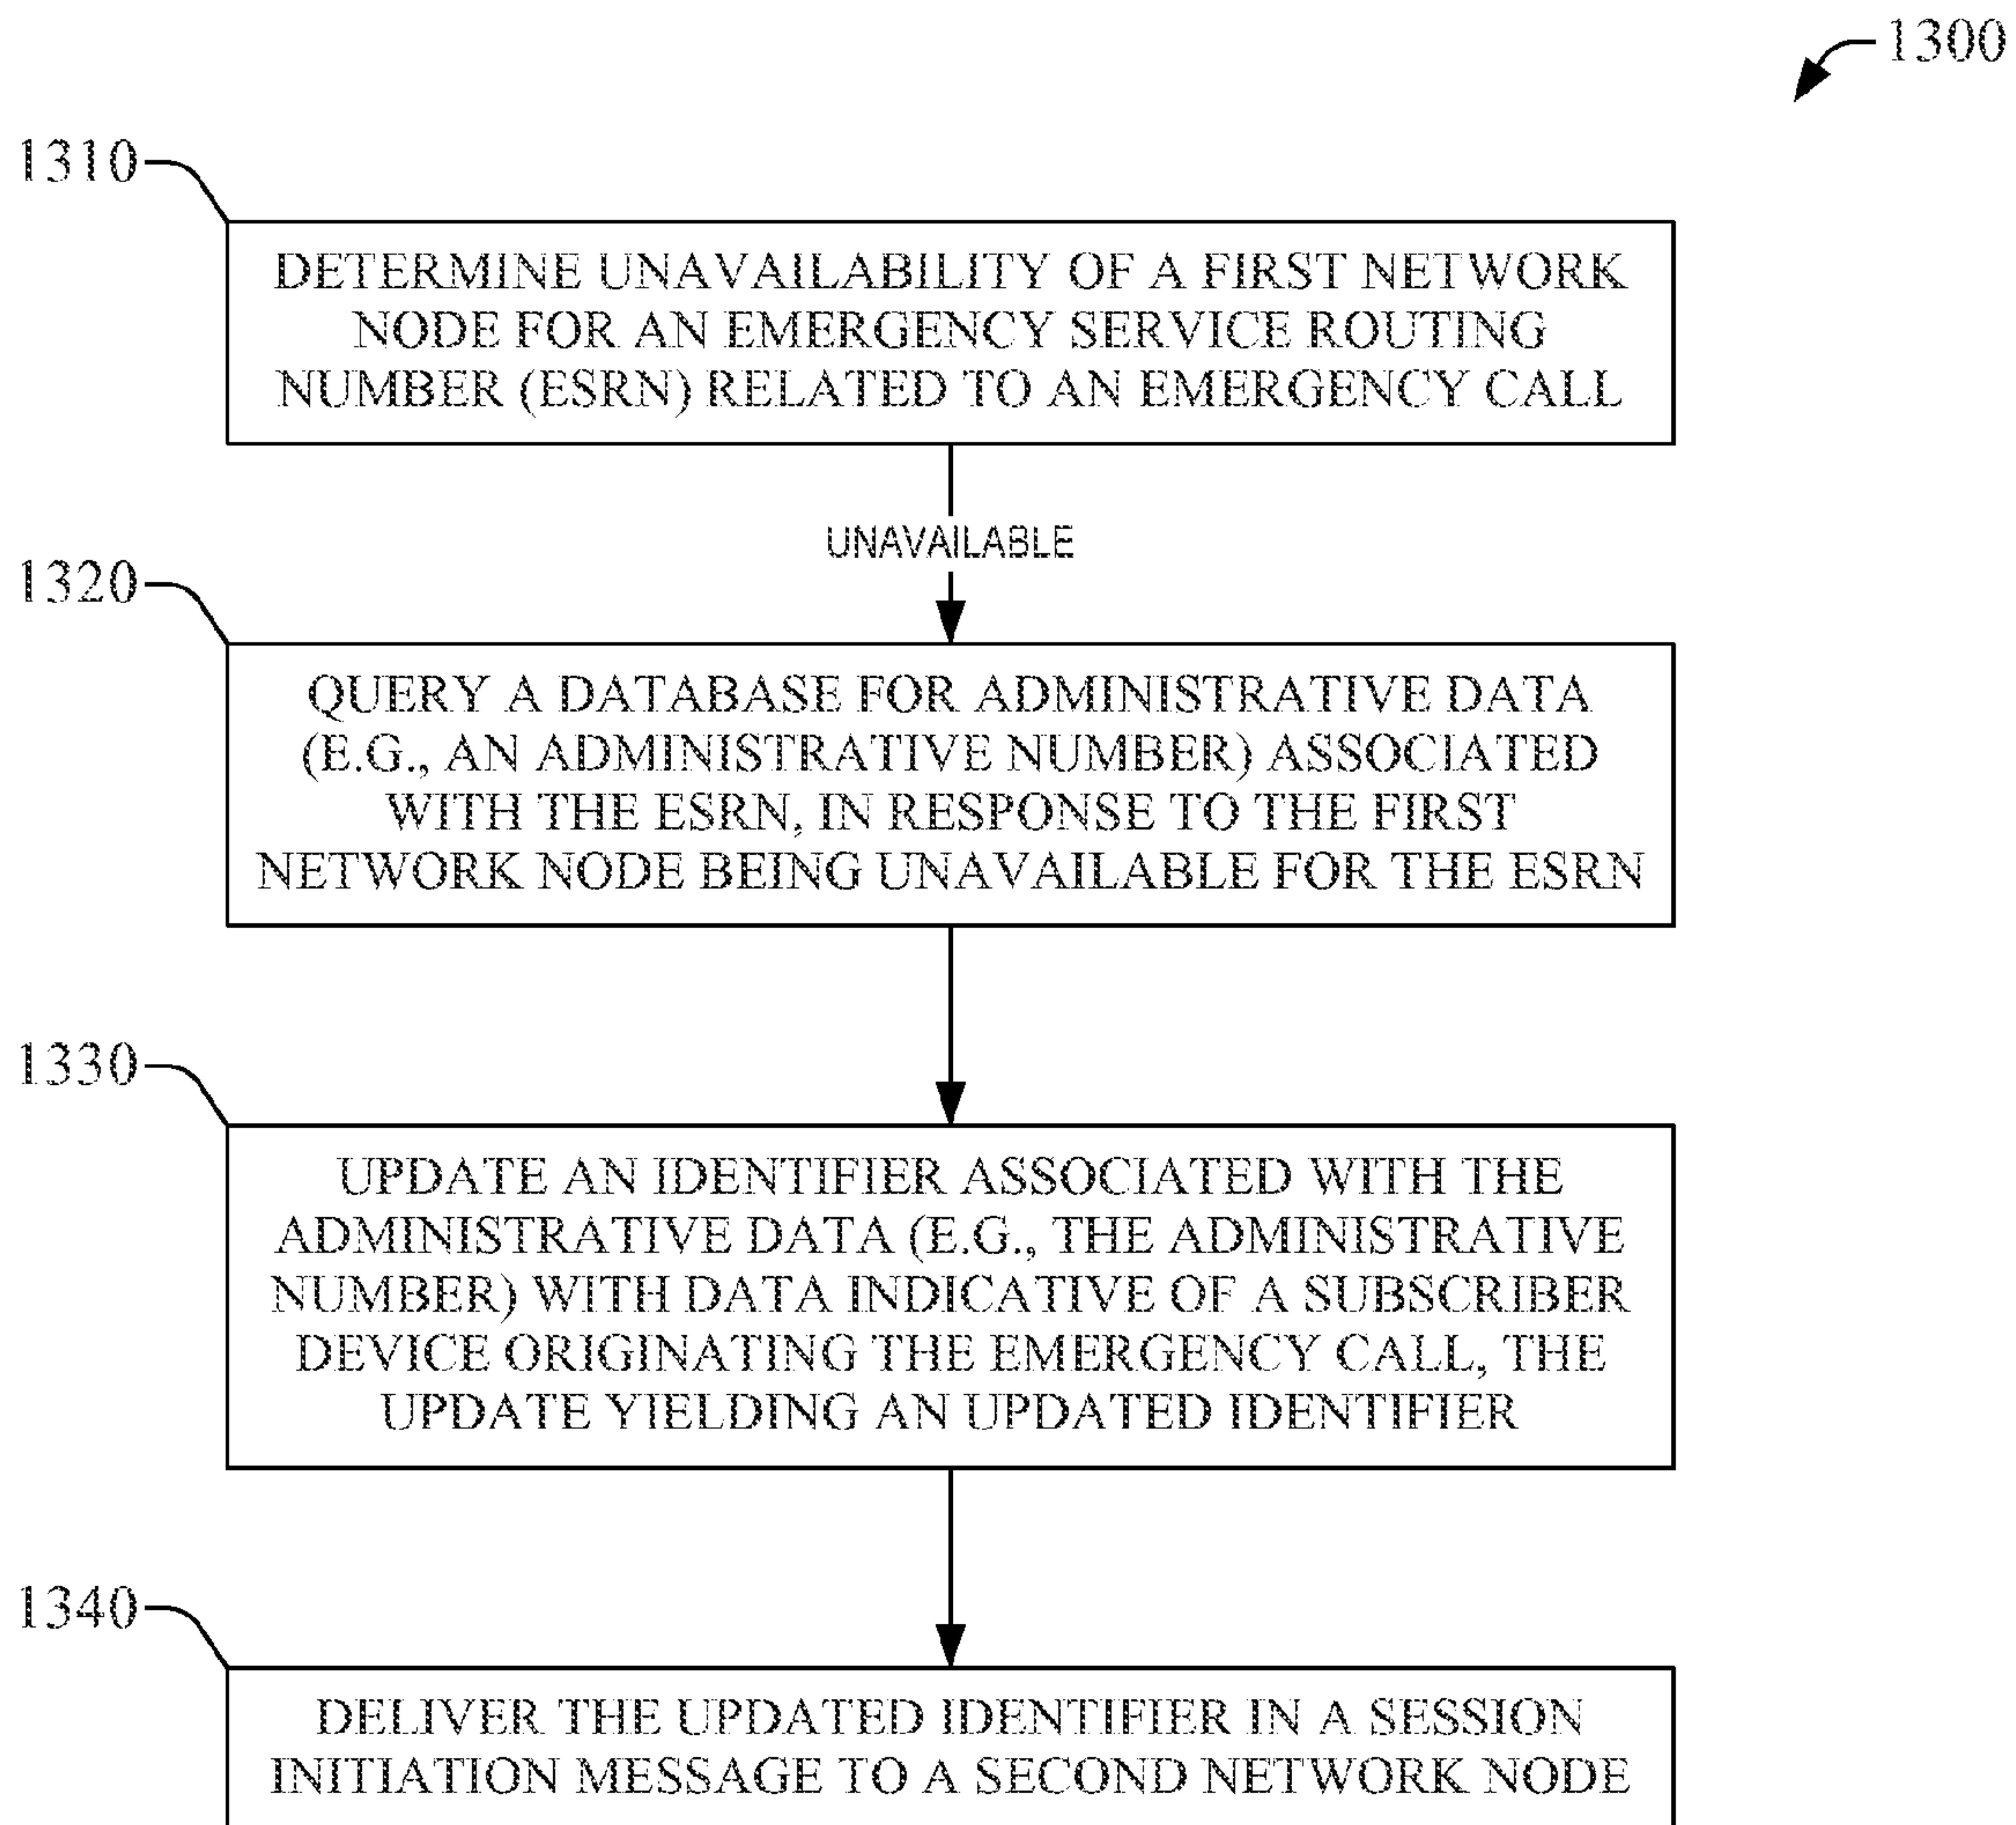 1300
1310
DETERMINE UNAVAILABILITY OF A FIRST NETWORK
NODE FOR AN EMERGENCY SERVICE ROUTING
NUMBER (ESRN) RELATED TO AN EMERGENCY CALL
UNAVAILABLE
1320
QUERY A DATABASE FOR ADMINISTRATIVE DATA
(E.G., AN ADMINISTRATIVE NUMBER) ASSOCIATED
WITH THE ESRN, IN RESPONSE TO THE FIRST
NETWORK NODE BEING UNAVAILABLE FOR THE ESRN
1330
UPDATE AN IDENTIFIER ASSOCIATED WITH THE
ADMINISTRATIVE DATA (E.G., THE ADMINISTRATIVE
NUMBER) WITH DATA INDICATIVE OF A SUBSCRIBER
DEVICE ORIGINATING THE EMERGENCY CALL, THE
UPDATE YIELDING AN UPDATED IDENTIFIER
1340
DELIVER THE UPDATED IDENTIFIER IN A SESSION
INITIATION MESSAGE TO A SECOND NETWORK NODE